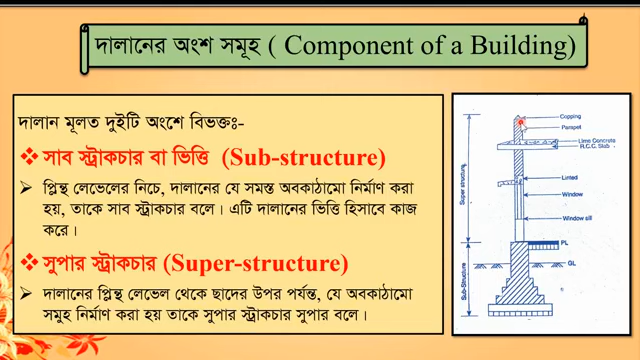 দালানের অংশ সমূহ ( Component of a Building)
দালান মূলত দুইটি অংশে বিভক্তঃ-
❖ সাব স্ট্রাকচার বা ভিত্তি (Sub-structure)
➢ প্লিন্থ লেভেলের নিচে, দালানের যে সমস্ত অবকাঠামো নির্মাণ করা
হয়, তাকে সাব স্ট্রাকচার বলে। এটি দালানের ভিত্তি হিসাবে কাজ
করে।
❖ সুপার স্ট্রাকচার (Super-structure)
➢ দালানের প্লিন্থ লেভেল থেকে ছাদের উপর পর্যন্ত, যে অবকাঠামো
সমুহ নির্মাণ করা হয় তাকে সুপার স্ট্রাকচার সুপার বলে।
Copping
Parapet
Lime Concrete
R.C.C. Slab
Linted
Window
Window sill
PL
GL
Super structure
Sub-Structure